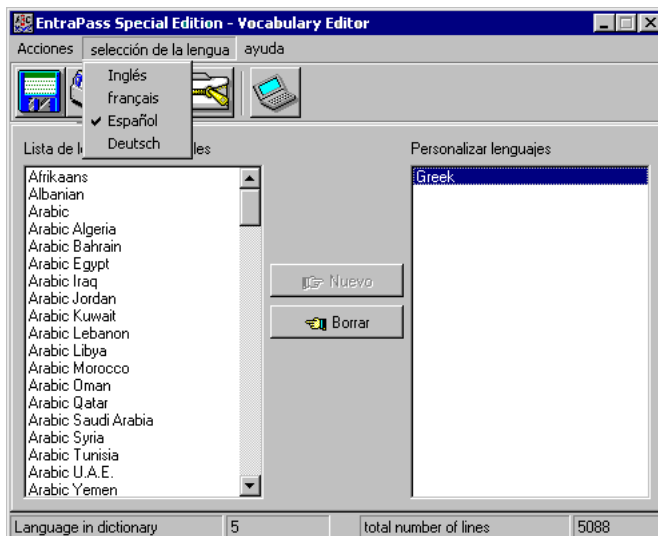 EntraPass Special Edition - Vocabulary Editor
Acciones selección de la lengua ayuda
Inglés
français
Español
Deutsch
Lista de
Personalizar lenguajes
Afrikaans
Albanian
Arabic
Arabic Algeria
Arabic Bahrain
Arabic Egypt
Arabic Iraq
Arabic Jordan
Arabic Kuwait
Arabic Lebanon
Arabic Libya
Arabic Morocco
Arabic Oman
Arabic Qatar
Arabic Saudi Arabia
Arabic Syria
Arabic Tunisia
Arabic U.A.E.
Arabic Yemen
Nuevo
Borrar
Greek
Language in dictionary 5 total number of lines 5088